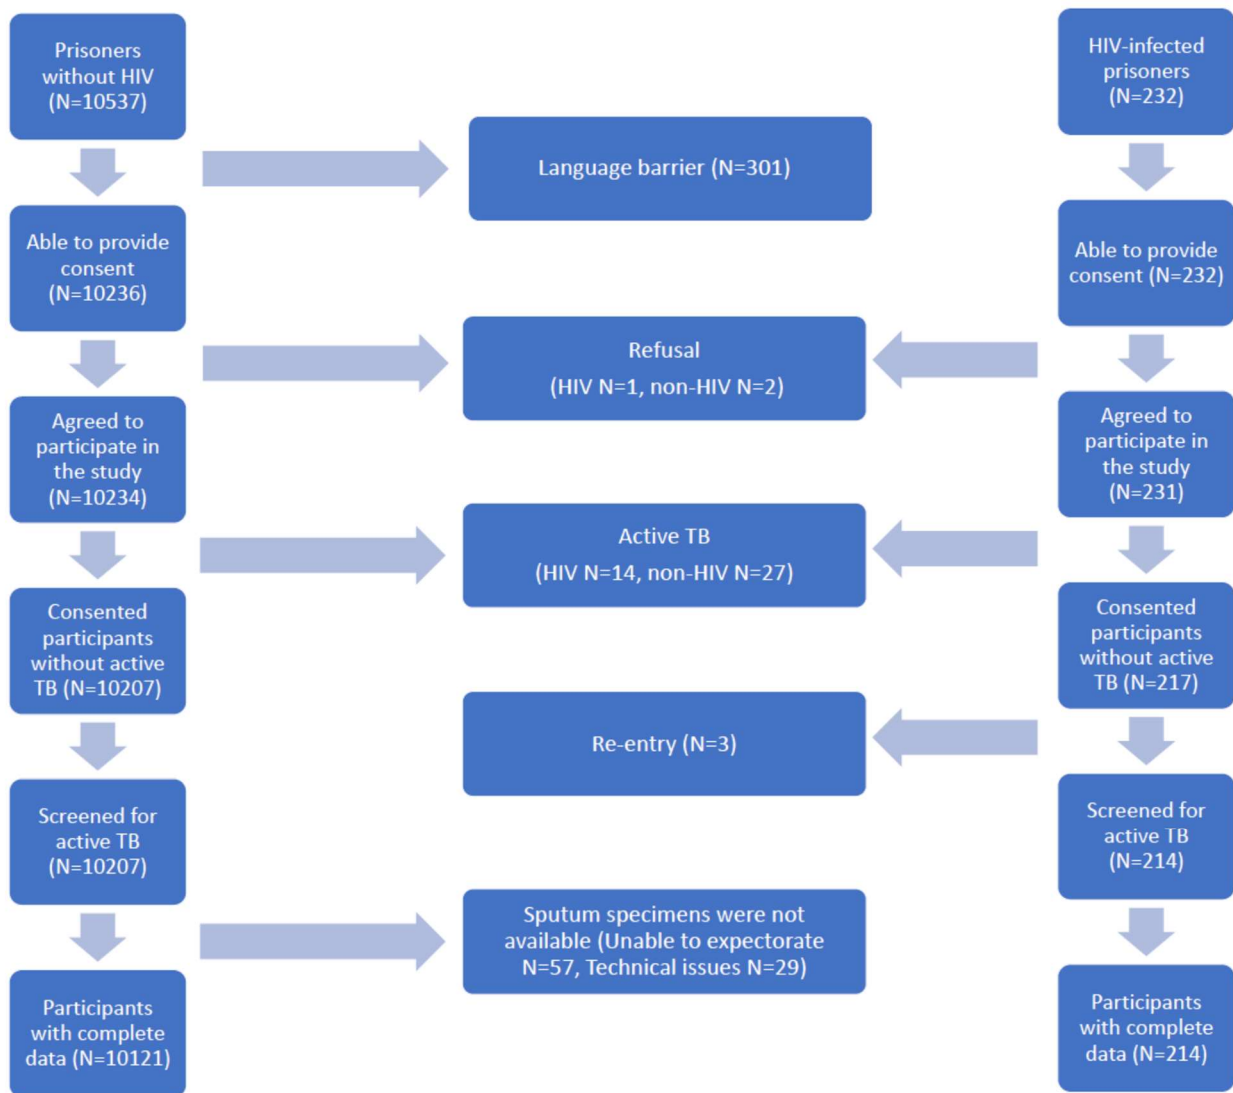 Prisoners
without HIV
(N=10537)
HIV-infected
prisoners
(N=232)
Language barrier (N=301)
Able to provide
consent
(N=10236)
Able to provide
consent (N=232)
Refusal
(HIV N=1, non-HIV N=2)
Agreed to
participate in
the study
(N=10234)
Agreed to
participate in
the study
(N=231)
Active TB
(HIV N=14, non-HIV N=27)
Consented
participants
without active
TB (N=10207)
Consented
participants
without active
TB (N=217)
Re-entry (N=3)
Screened for
active TB
(N=10207)
Screened for
active TB
(N=214)
Sputum specimens were not
available (Unable to expectorate
N=57, Technical issues N=29)
Participants
with complete
data (N=10121)
Participants
with complete
data (N=214)